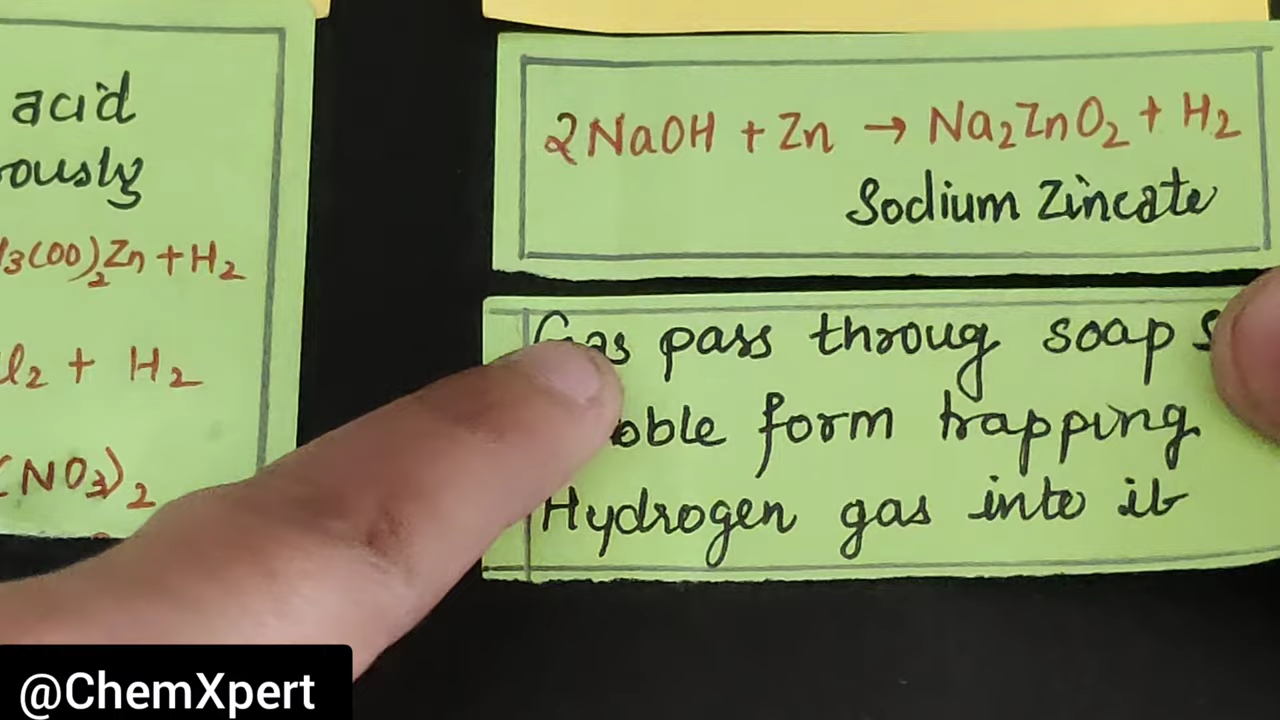 acid
ously
3COO)2Zn + H2
l2 + H2
(NO3)2
2NaOH + Zn → Na2ZnO2 + H2
Sodium Zincate
Gas pass throug soap
bble form trapping
Hydrogen gas into it
@ChemXpert